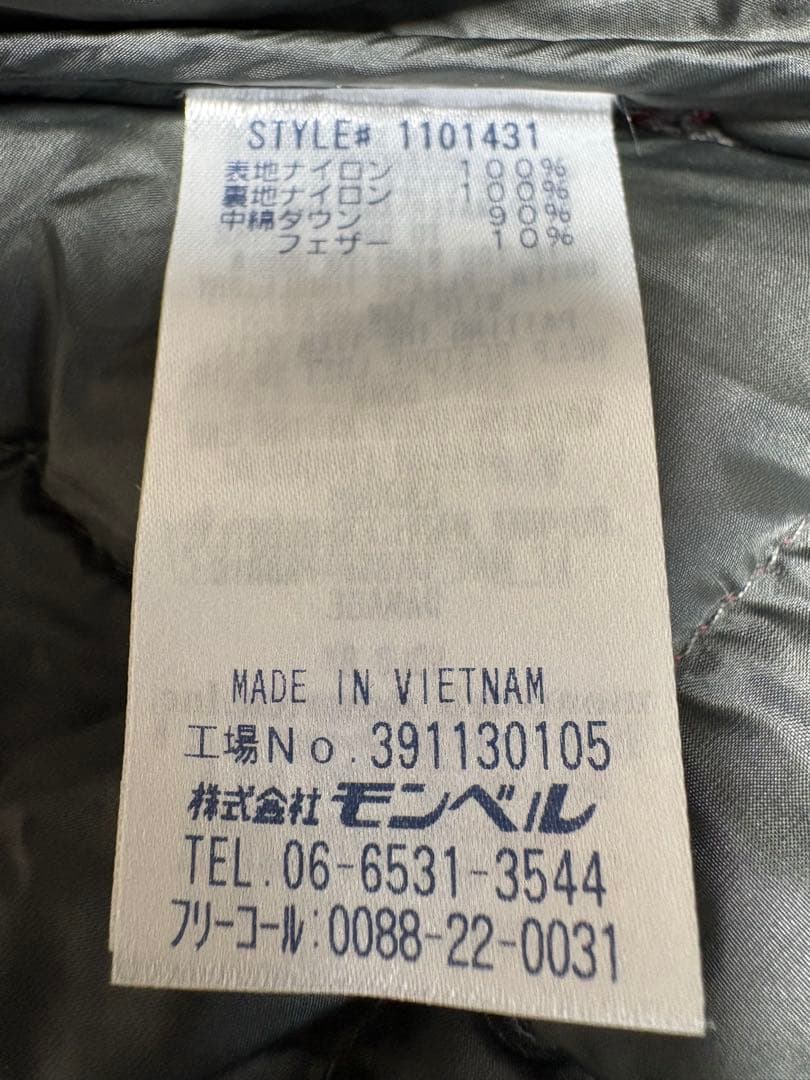 STYLE# 1101431
表地ナイロン 100%
裏地ナイロン 100%
中綿ダウン 90%
フェザー 10%
MADE IN VIETNAM
工場No.391130105
株式会社モンベル
TEL.06-6531-3544
フリーコール:0088-22-0031